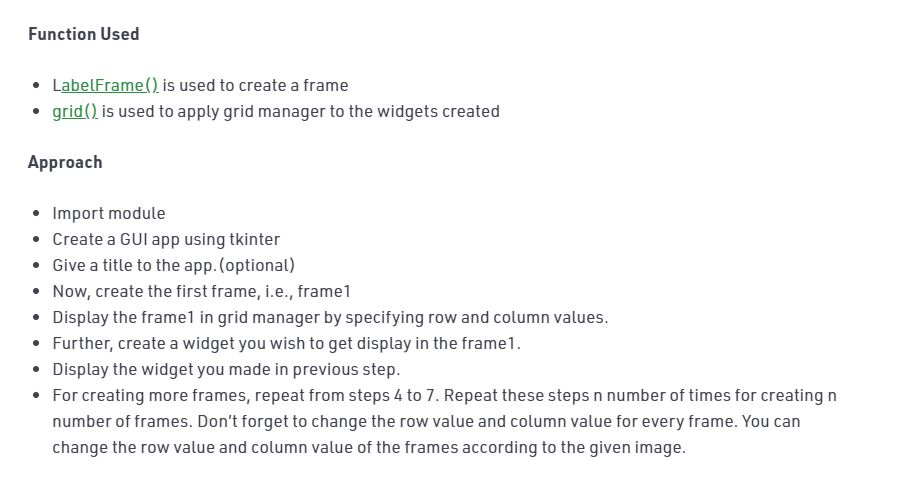 Function Used
• LabelFrame() is used to create a frame
• grid() is used to apply grid manager to the widgets created
Approach
• Import module
• Create a GUI app using tkinter
• Give a title to the app.(optional)
• Now, create the first frame, i.e., frame1
• Display the frame1 in grid manager by specifying row and column values.
• Further, create a widget you wish to get display in the frame1.
• Display the widget you made in previous step.
• For creating more frames, repeat from steps 4 to 7. Repeat these steps n number of times for creating n
number of frames. Don’t forget to change the row value and column value for every frame. You can
change the row value and column value of the frames according to the given image.